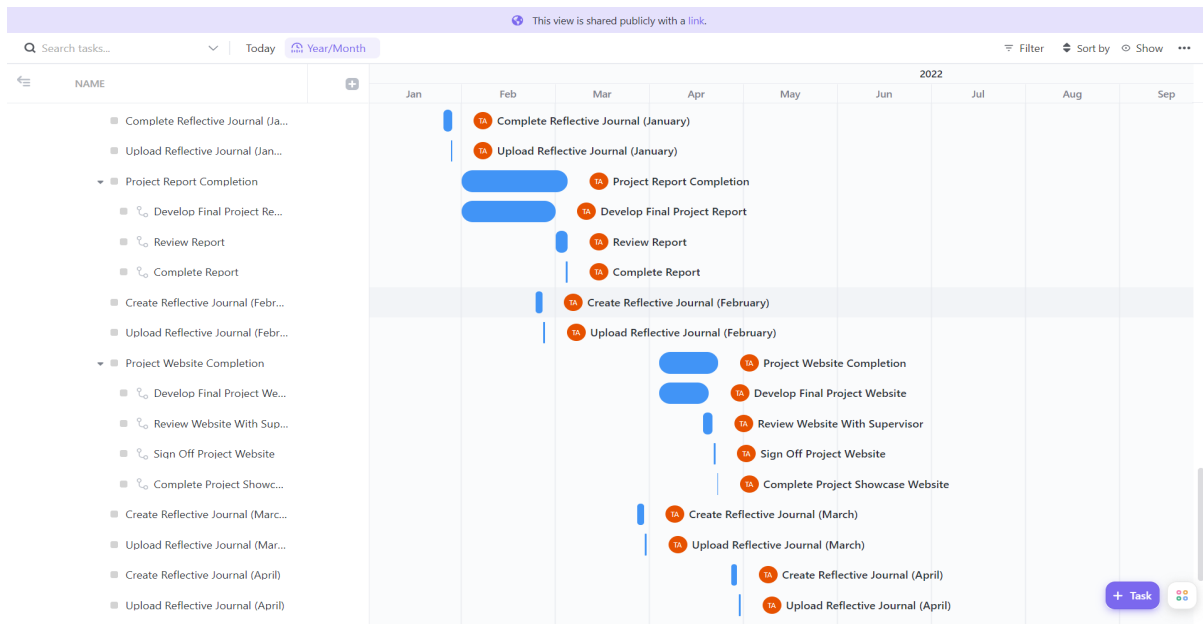 This view is shared publicly with a link.
Search tasks... Today Year/Month Filter Sort by Show
NAME 2022
Jan Feb Mar Apr May Jun Jul Aug Sep
Complete Reflective Journal (Ja... TA Complete Reflective Journal (January)
Upload Reflective Journal (Jan... TA Upload Reflective Journal (January)
Project Report Completion TA Project Report Completion
Develop Final Project Re... TA Develop Final Project Report
Review Report TA Review Report
Complete Report TA Complete Report
Create Reflective Journal (Febr... TA Create Reflective Journal (February)
Upload Reflective Journal (Febr... TA Upload Reflective Journal (February)
Project Website Completion TA Project Website Completion
Develop Final Project We... TA Develop Final Project Website
Review Website With Sup... TA Review Website With Supervisor
Sign Off Project Website TA Sign Off Project Website
Complete Project Showc... TA Complete Project Showcase Website
Create Reflective Journal (Marc... TA Create Reflective Journal (March)
Upload Reflective Journal (Mar... TA Upload Reflective Journal (March)
Create Reflective Journal (April) TA Create Reflective Journal (April)
+ Task
Upload Reflective Journal (April) TA Upload Reflective Journal (April)